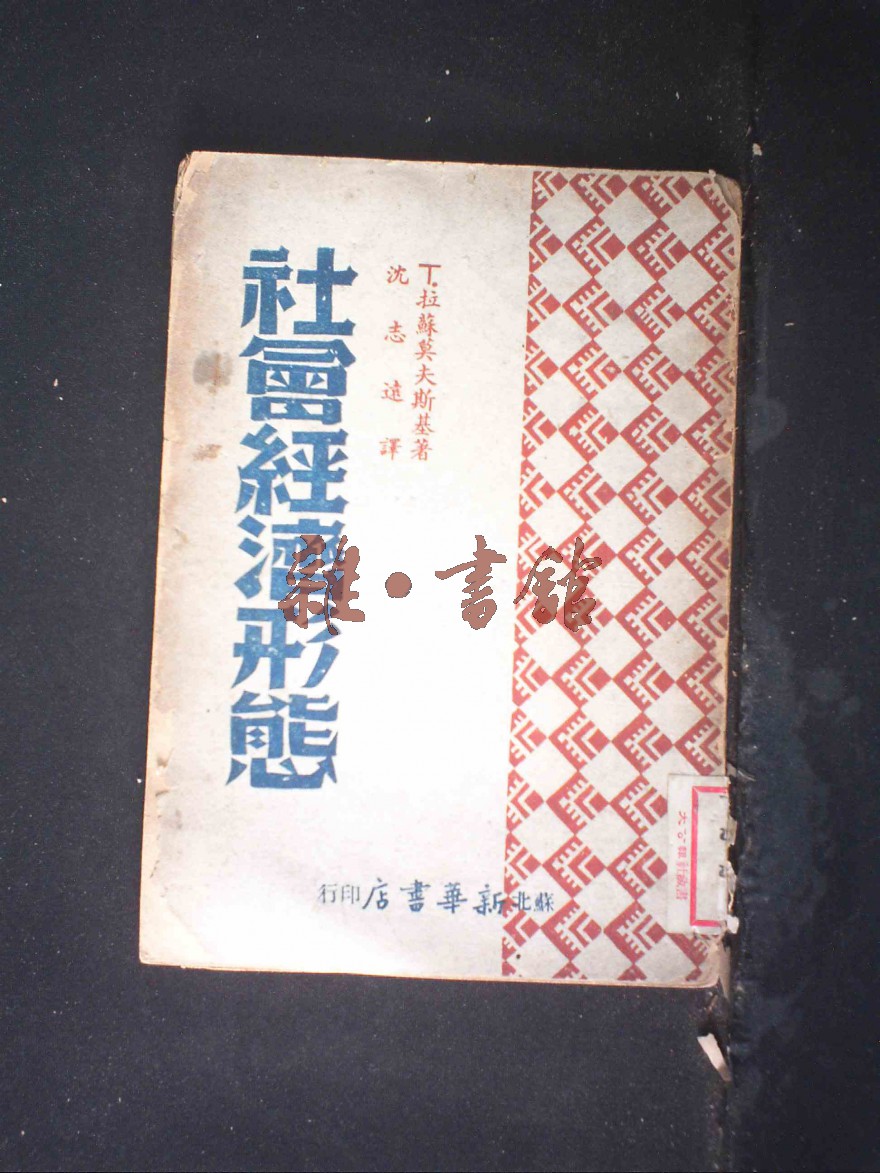 T.拉蘇莫夫斯基著
沈志遠譯
社會經濟形態
蘇北新華書店印行
雜·書館